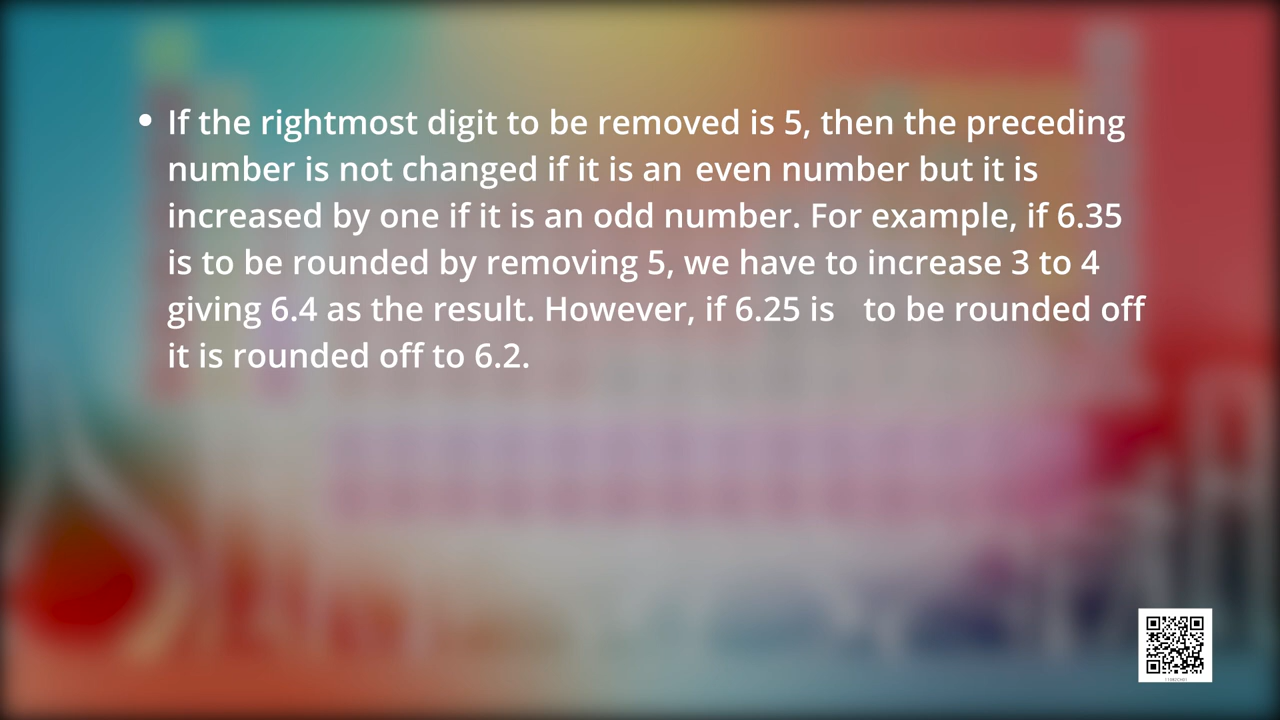 • If the rightmost digit to be removed is 5, then the preceding
number is not changed if it is an even number but it is
increased by one if it is an odd number. For example, if 6.35
is to be rounded by removing 5, we have to increase 3 to 4
giving 6.4 as the result. However, if 6.25 is to be rounded off
it is rounded off to 6.2.